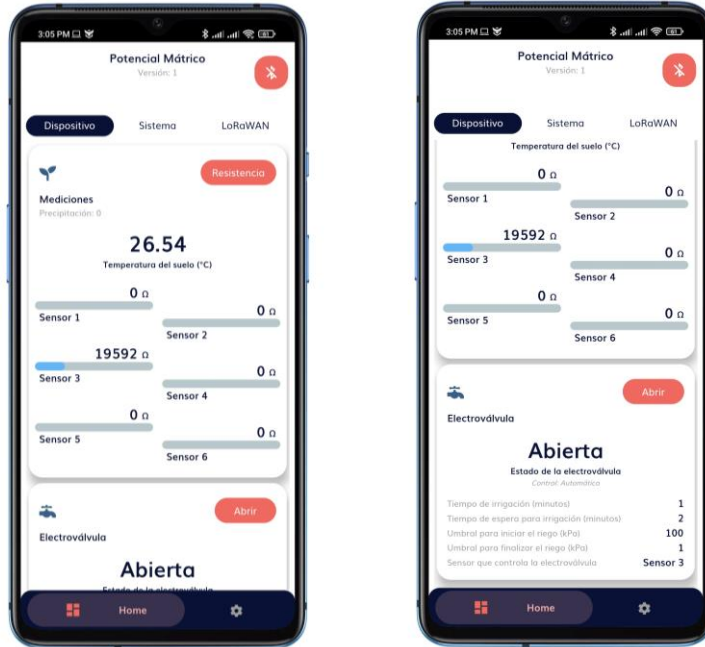 3:05 PM
61
Potencial Mátrico
Versión: 1
Dispositivo Sistema LoRaWAN
Resistencia
Mediciones
Precipitación: 0
26.54
Temperatura del suelo (°C)
0 Ω
Sensor 1
0 Ω
Sensor 2
19592 Ω
Sensor 3
0 Ω
Sensor 4
0 Ω
Sensor 5
0 Ω
Sensor 6
Abrir
Electroválvula
Abierta
Estado de la electroválvula
Home
3:05 PM
61
Potencial Mátrico
Versión: 1
Dispositivo Sistema LoRaWAN
Temperatura del suelo (°C)
0 Ω
Sensor 1
0 Ω
Sensor 2
19592 Ω
Sensor 3
0 Ω
Sensor 4
0 Ω
Sensor 5
0 Ω
Sensor 6
Abrir
Electroválvula
Abierta
Estado de la electroválvula
Control: Automático
Tiempo de irrigación (minutos) 1
Tiempo de espera para irrigación (minutos) 2
Umbral para iniciar el riego (kPa) 100
Umbral para finalizar el riego (kPa) 1
Sensor que controla la electroválvula Sensor 3
Home